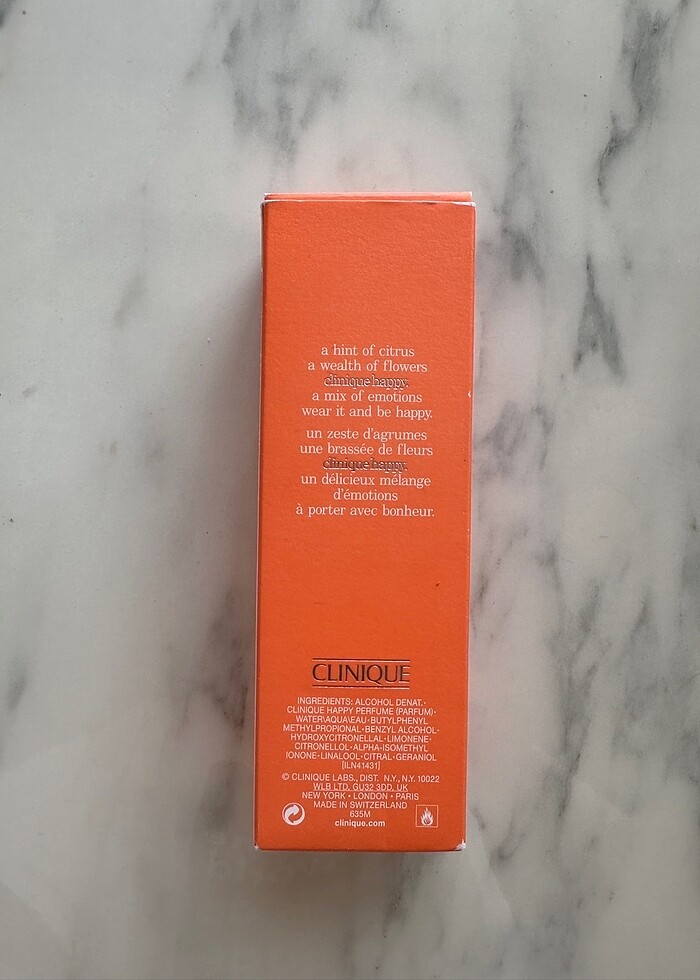 a hint of citrus
a wealth of flowers
clinique happy.
a mix of emotions
wear it and be happy.
un zeste d'agrumes
une brassée de fleurs
clinique happy.
un délicieux mélange
d'émotions
à porter avec bonheur.
CLINIQUE
INGREDIENTS: ALCOHOL DENAT.·
CLINIQUE HAPPY PERFUME (PARFUM)·
WATER\AQUA\EAU·BUTYLPHENYL
METHYLPROPIONAL·BENZYL ALCOHOL·
HYDROXYCITRONELLAL·LIMONENE·
CITRONELLOL·ALPHA-ISOMETHYL
IONONE·LINALOOL·CITRAL·GERANIOL
[ILN41431]
© CLINIQUE LABS., DIST. N.Y., N.Y. 10022
WLB LTD. GU32 3DD, UK
NEW YORK • LONDON • PARIS
MADE IN SWITZERLAND
635M
clinique.com